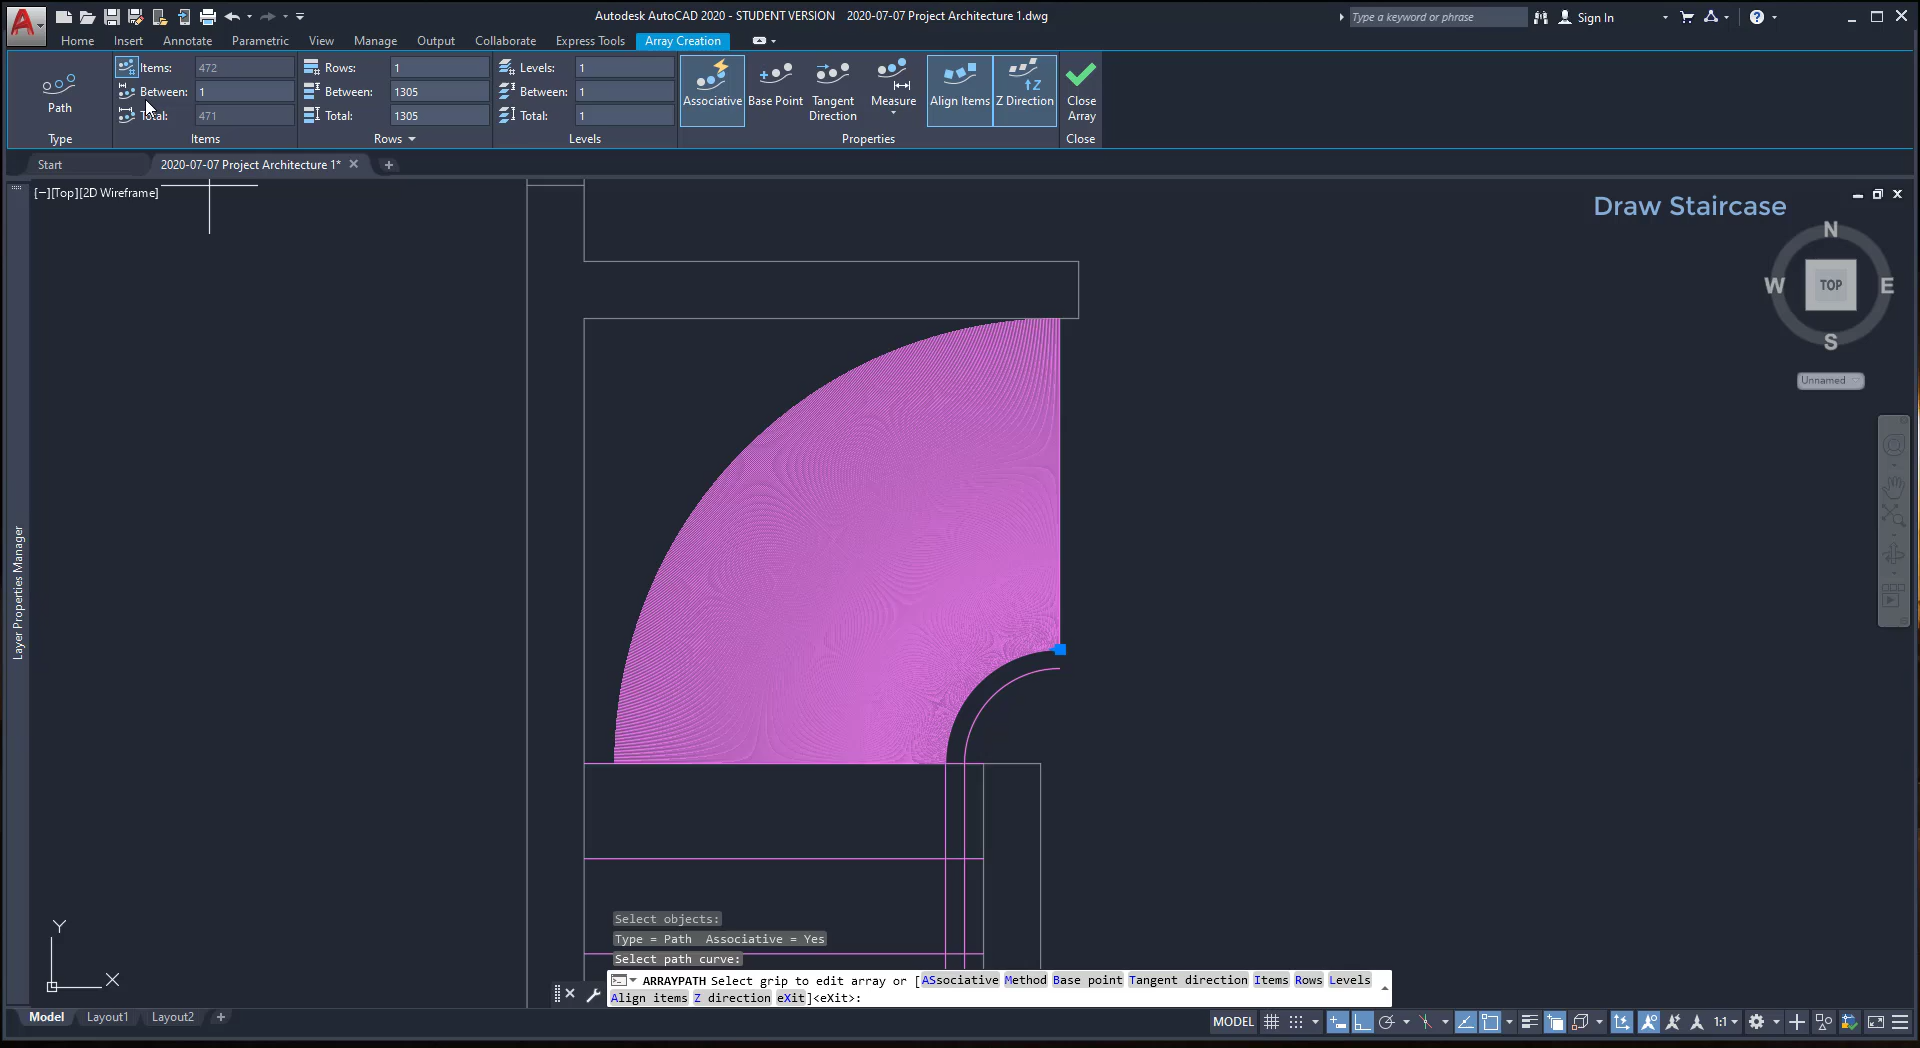 Autodesk AutoCAD 2020 - STUDENT VERSION 2020-07-07 Project Architecture 1.dwg
Type a keyword or phrase
Sign In
Home Insert Annotate Parametric View Manage Output Collaborate Express Tools Array Creation
Path
Type
Items: 472
Between: 1
Total: 471
Items
Rows: 1
Between: 1305
Total: 1305
Rows
Levels: 1
Between: 1
Total: 1
Levels
Associative
Base Point
Tangent
Direction
Measure
Align Items
Z Direction
Properties
Close
Array
Close
Start
2020-07-07 Project Architecture 1*
[−][Top][2D Wireframe]
Draw Staircase
N
W TOP E
S
Unnamed
Layer Properties Manager
Y
X
Select objects:
Type = Path Associative = Yes
Select path curve:
ARRAYPATH Select grip to edit array or [ASsociative Method Base point Tangent direction Items Rows Levels
Align items Z direction eXit]<eXit>:
Model Layout1 Layout2
MODEL 1:1